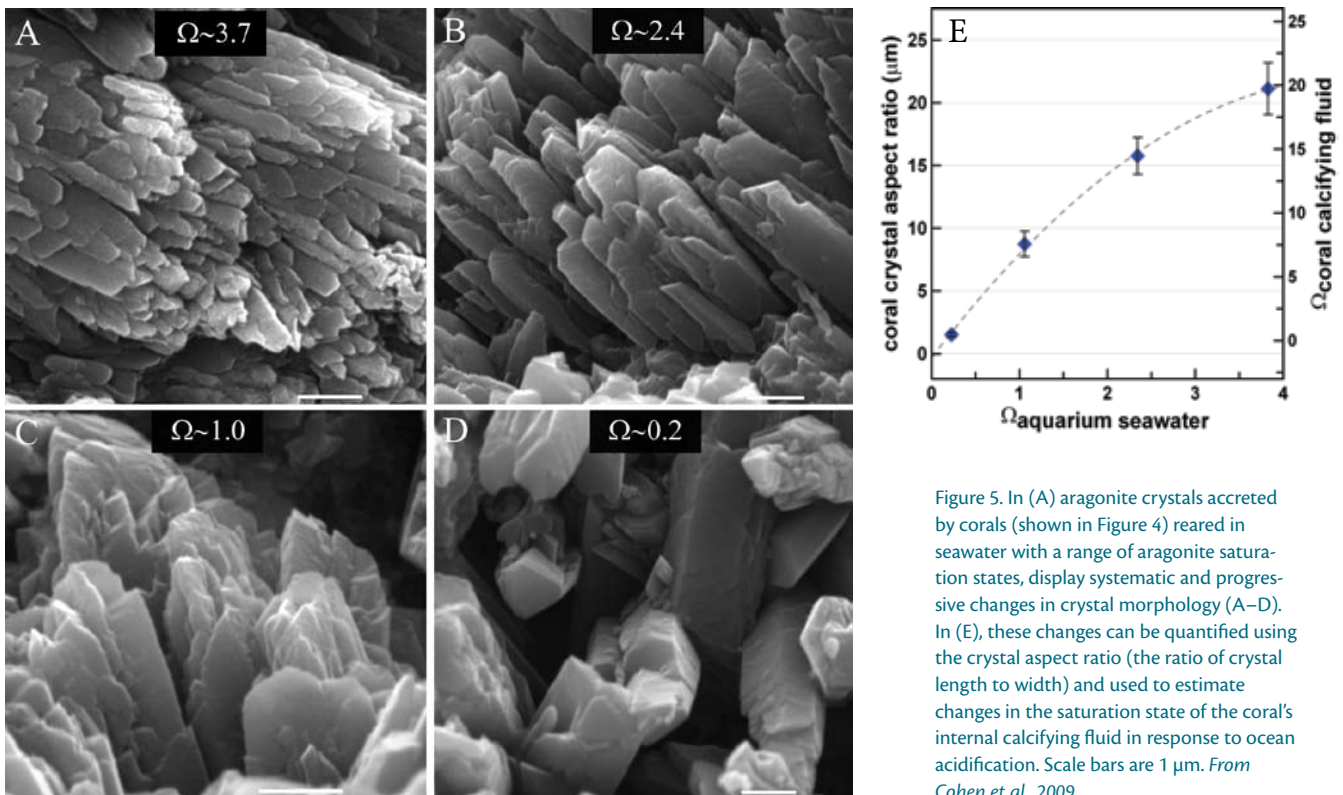 A
Ω~3.7
B
Ω~2.4
C
Ω~1.0
D
Ω~0.2
E
coral crystal aspect ratio (μm)
25
20
15
10
5
0
25
20
15
10
5
0
Ωcoral calcifying fluid
0 1 2 3 4
Ωaquarium seawater
Figure 5. In (A) aragonite crystals accreted
by corals (shown in Figure 4) reared in
seawater with a range of aragonite satura-
tion states, display systematic and progres-
sive changes in crystal morphology (A–D).
In (E), these changes can be quantified using
the crystal aspect ratio (the ratio of crystal
length to width) and used to estimate
changes in the saturation state of the coral's
internal calcifying fluid in response to ocean
acidification. Scale bars are 1 μm. From
Cohen et al., 2009